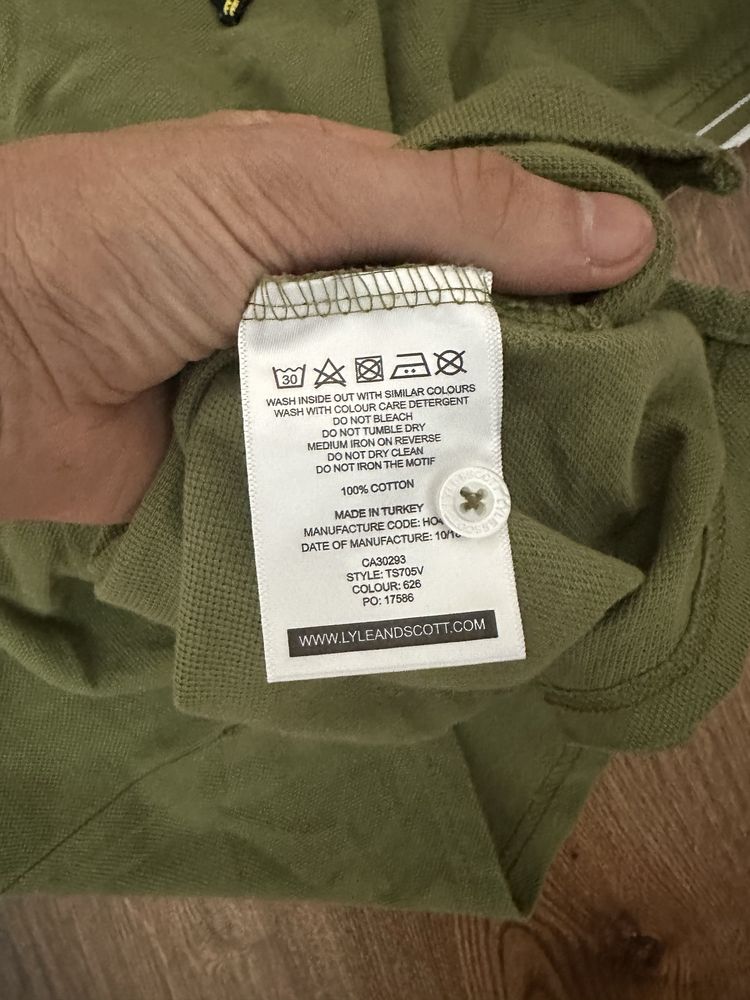 30
WASH INSIDE OUT WITH SIMILAR COLOURS
WASH WITH COLOUR CARE DETERGENT
DO NOT BLEACH
DO NOT TUMBLE DRY
MEDIUM IRON ON REVERSE
DO NOT DRY CLEAN
DO NOT IRON THE MOTIF
100% COTTON
MADE IN TURKEY
MANUFACTURE CODE:
DATE OF MANUFACTURE:
CA30293
STYLE: TS705V
COLOUR: 626
PO: 17586
WWW.LYLEANDSCOTT.COM